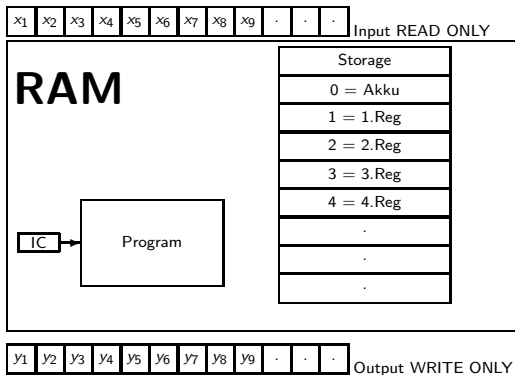 x1 x2 x3 x4 x5 x6 x7 x8 x9 · · · Input READ ONLY
RAM
Storage
0 = Akku
1 = 1.Reg
2 = 2.Reg
3 = 3.Reg
4 = 4.Reg
·
·
·
IC
Program
y1 y2 y3 y4 y5 y6 y7 y8 y9 · · · Output WRITE ONLY